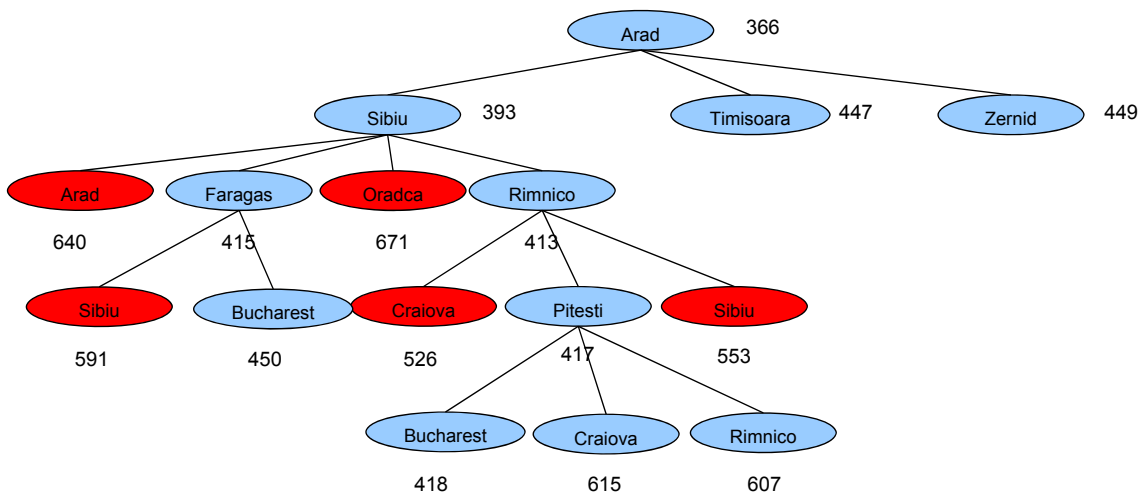 Arad 366
Sibiu 393 Timisoara 447 Zernid 449
Arad Faragas Oradca Rimnico
640 415 671 413
Sibiu Bucharest Craiova Pitesti Sibiu
591 450 526 417 553
Bucharest Craiova Rimnico
418 615 607